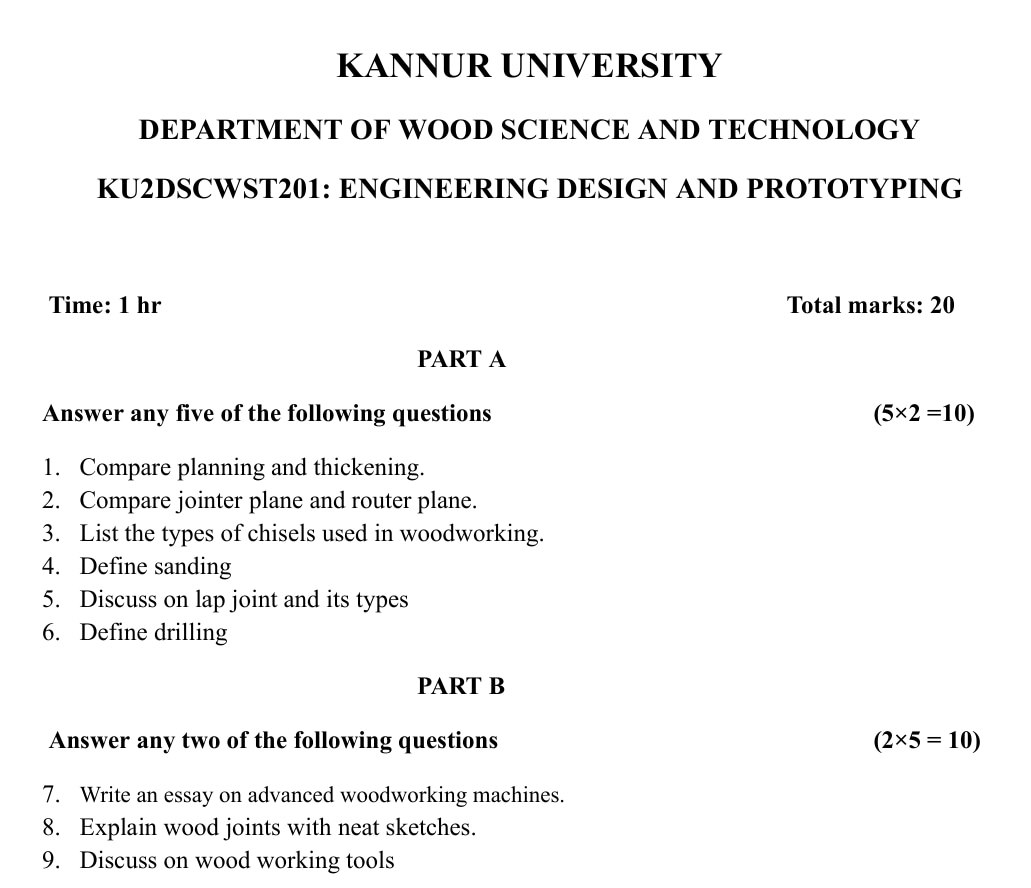 KANNUR UNIVERSITY
DEPARTMENT OF WOOD SCIENCE AND TECHNOLOGY
KU2DSCWST201: ENGINEERING DESIGN AND PROTOTYPING
Time: 1 hr Total marks: 20
PART A
Answer any five of the following questions (5×2 =10)
1. Compare planning and thickening.
2. Compare jointer plane and router plane.
3. List the types of chisels used in woodworking.
4. Define sanding
5. Discuss on lap joint and its types
6. Define drilling
PART B
Answer any two of the following questions (2×5 = 10)
7. Write an essay on advanced woodworking machines.
8. Explain wood joints with neat sketches.
9. Discuss on wood working tools